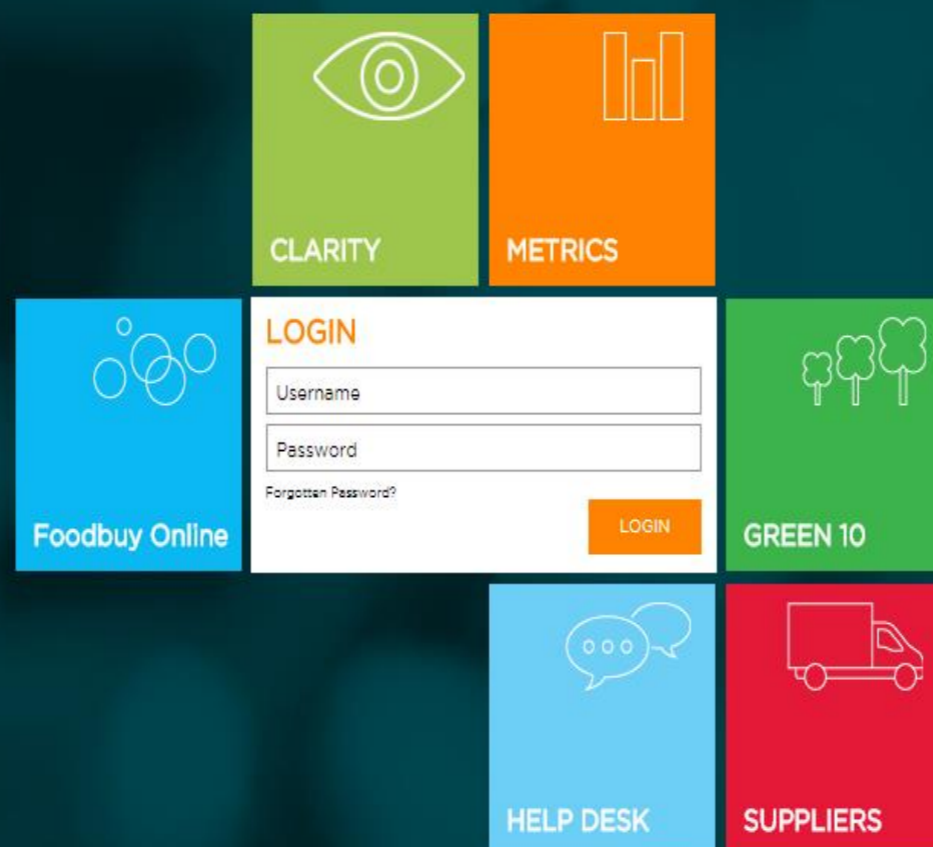 CLARITY
METRICS
Foodbuy Online
LOGIN
Username
Password
Forgotten Password?
LOGIN
GREEN 10
HELP DESK
SUPPLIERS